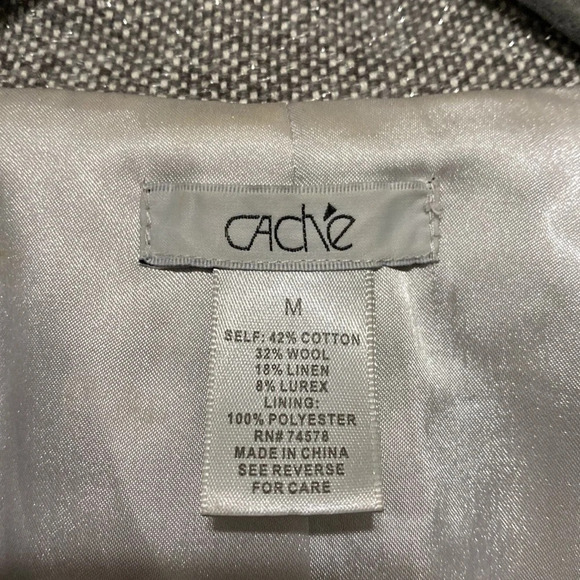 CACHÉ
M
SELF: 42% COTTON
32% WOOL
18% LINEN
8% LUREX
LINING:
100% POLYESTER
RN# 74578
MADE IN CHINA
SEE REVERSE
FOR CARE